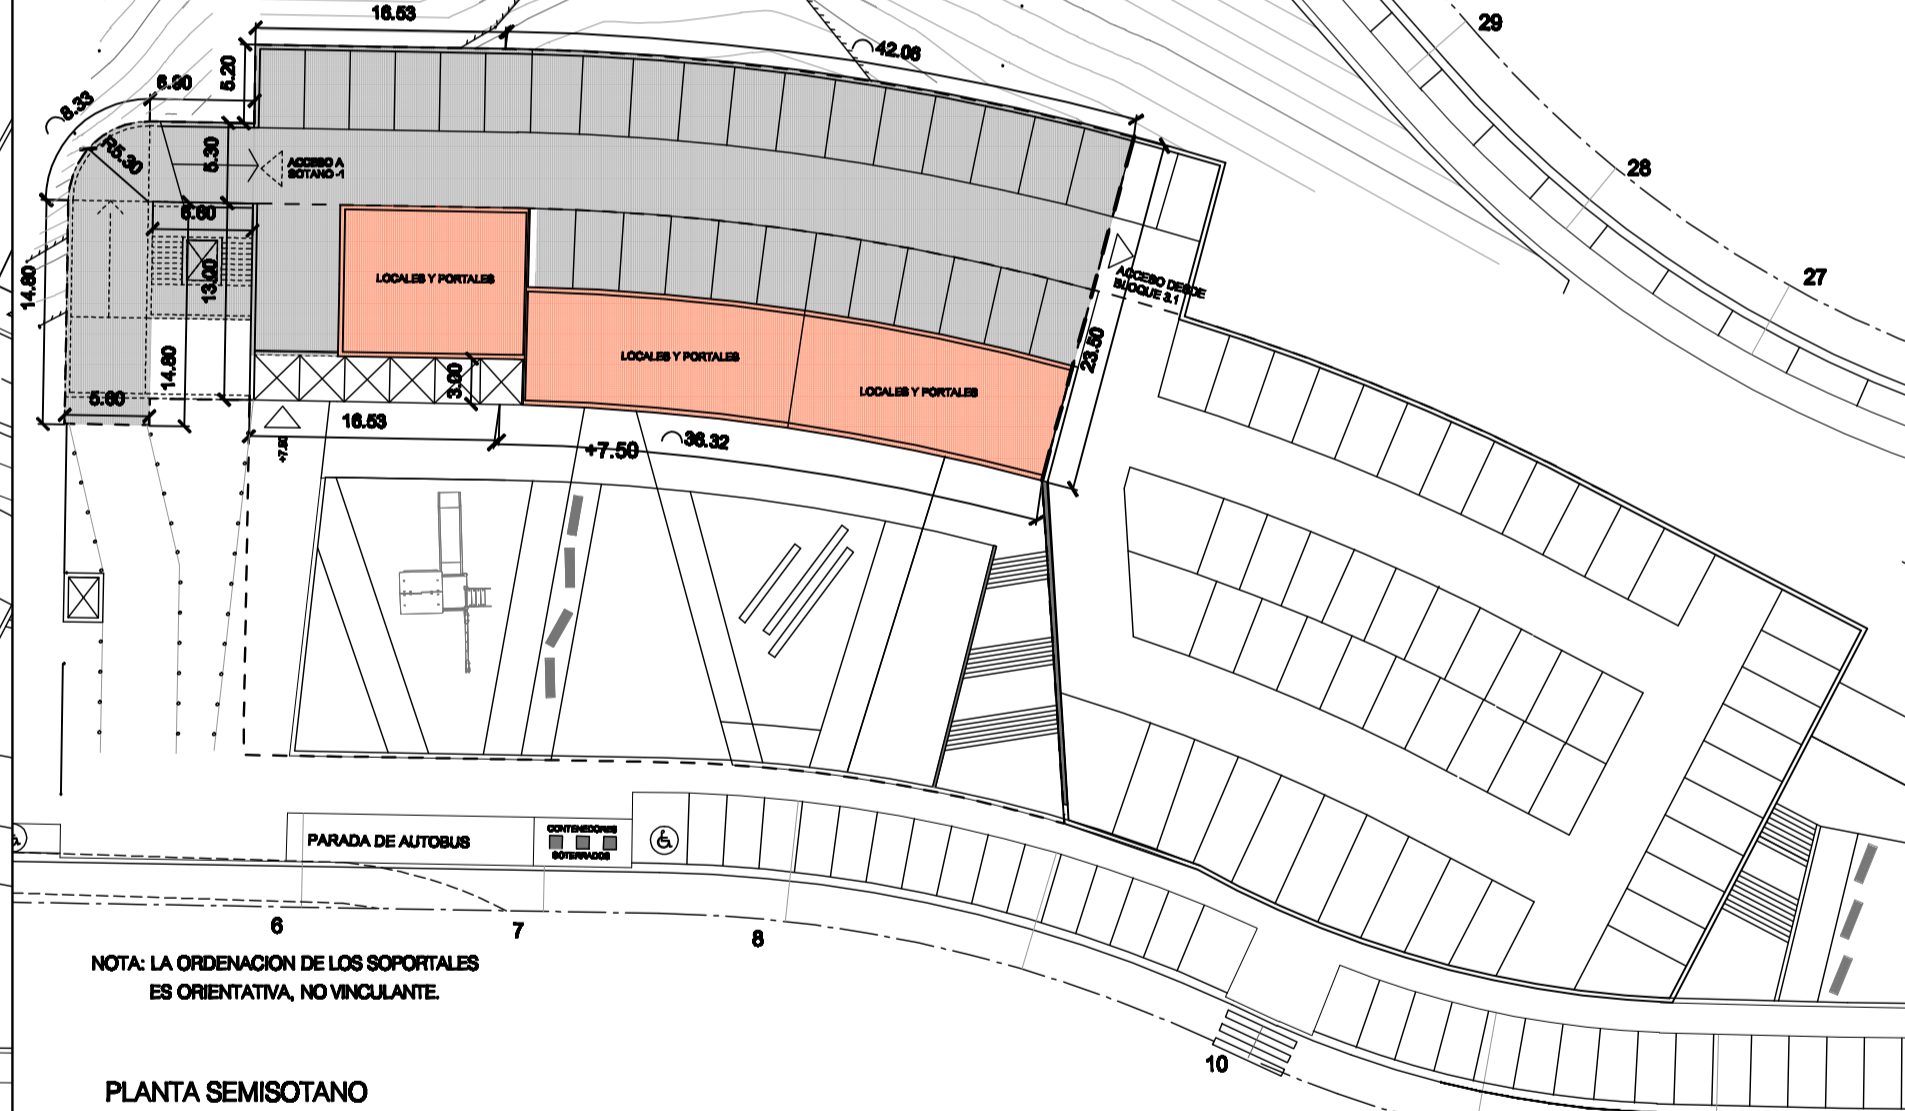 16.53
29
42.06
5.20
6.90
8.33
R5.30
5.30
ACCESO A
SOTANO -1
28
6.60
LOCALES Y PORTALES
13.00
14.80
ACCESO DESDE
BLOQUE 3.1
27
23.50
LOCALES Y PORTALES
14.80
3.00
LOCALES Y PORTALES
5.60
16.53
+7.50
36.32
+7.50
PARADA DE AUTOBUS
CONTENEDORES
SOTERRADOS
6
7
8
NOTA: LA ORDENACION DE LOS SOPORTALES
ES ORIENTATIVA, NO VINCULANTE.
10
PLANTA SEMISOTANO